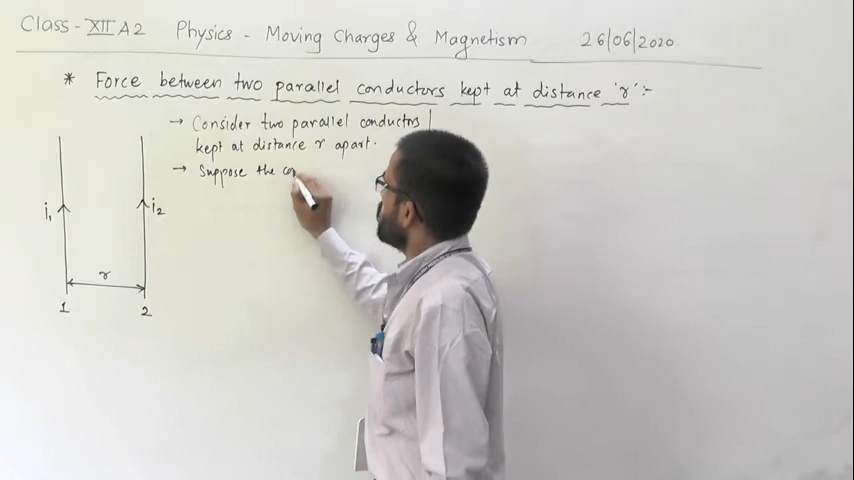 Class - XII A2 Physics - Moving Charges & Magnetism 26/06/2020
* Force between two parallel conductors kept at distance 'r' :-
→ Consider two parallel conductors
kept at distance r apart.
→ Suppose the con
i₁ i₂
r
1 2